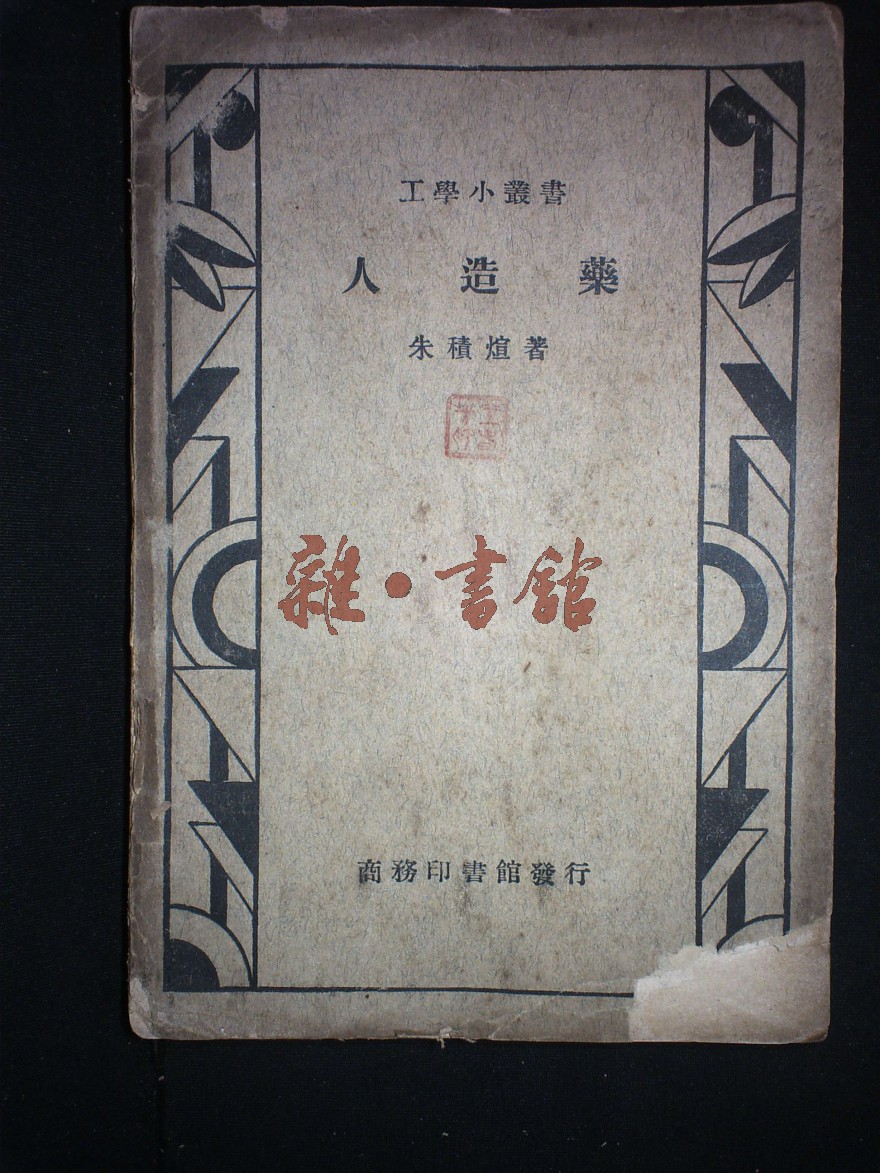 工學小叢書
人造藥
朱積煊著
雜·書館
商務印書館發行